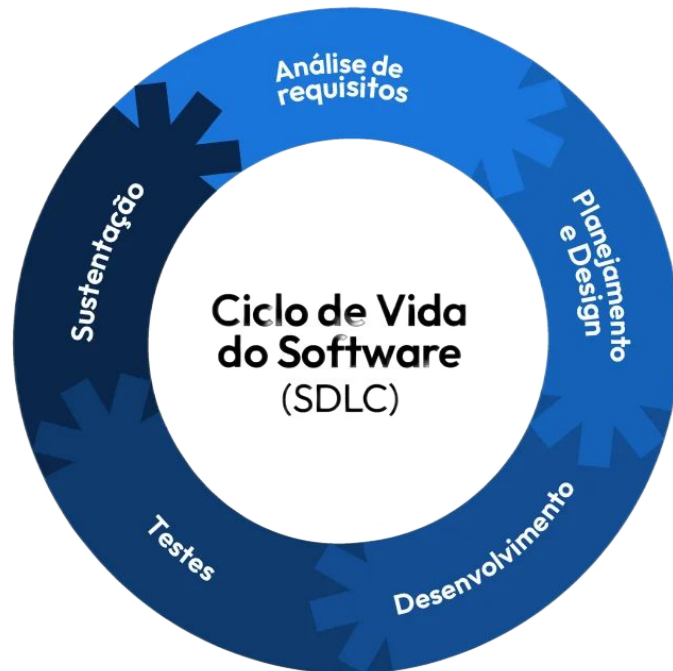 Ciclo de Vida
do Software
(SDLC)
Análise de
requisitos
Planejamento
e Design
Desenvolvimento
Testes
Sustentação